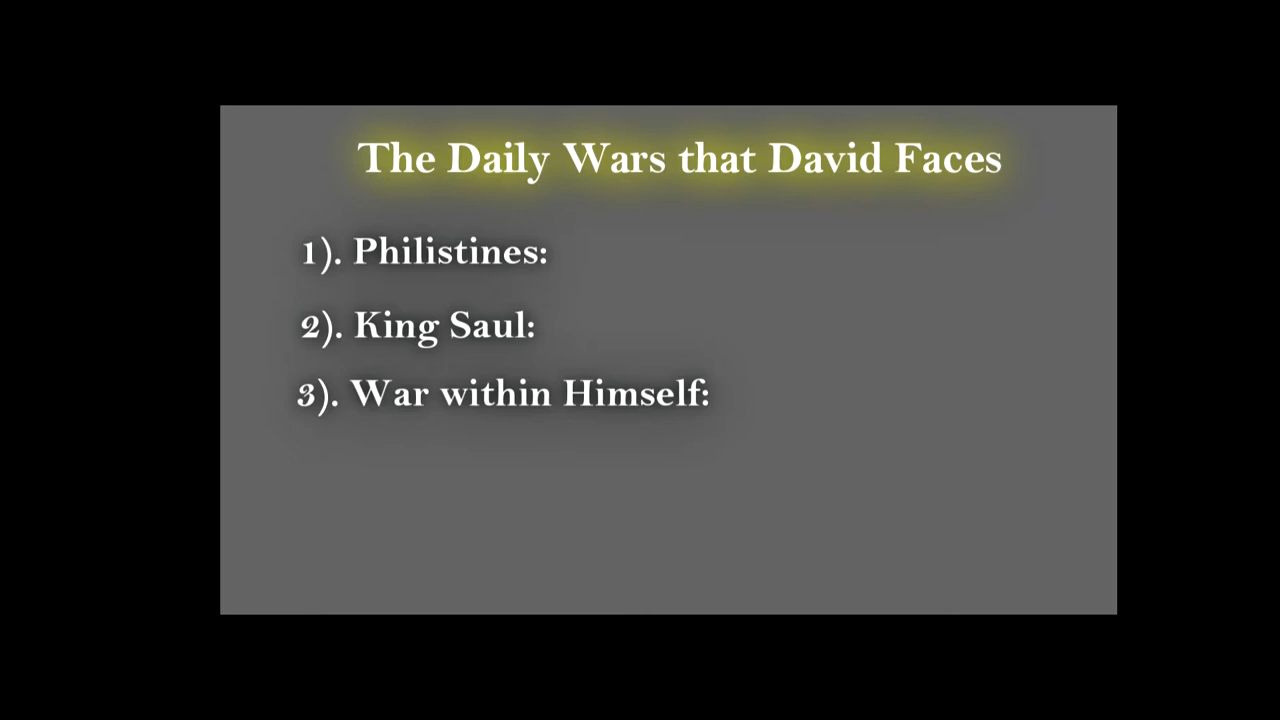 The Daily Wars that David Faces
1). Philistines:
2). King Saul:
3). War within Himself: